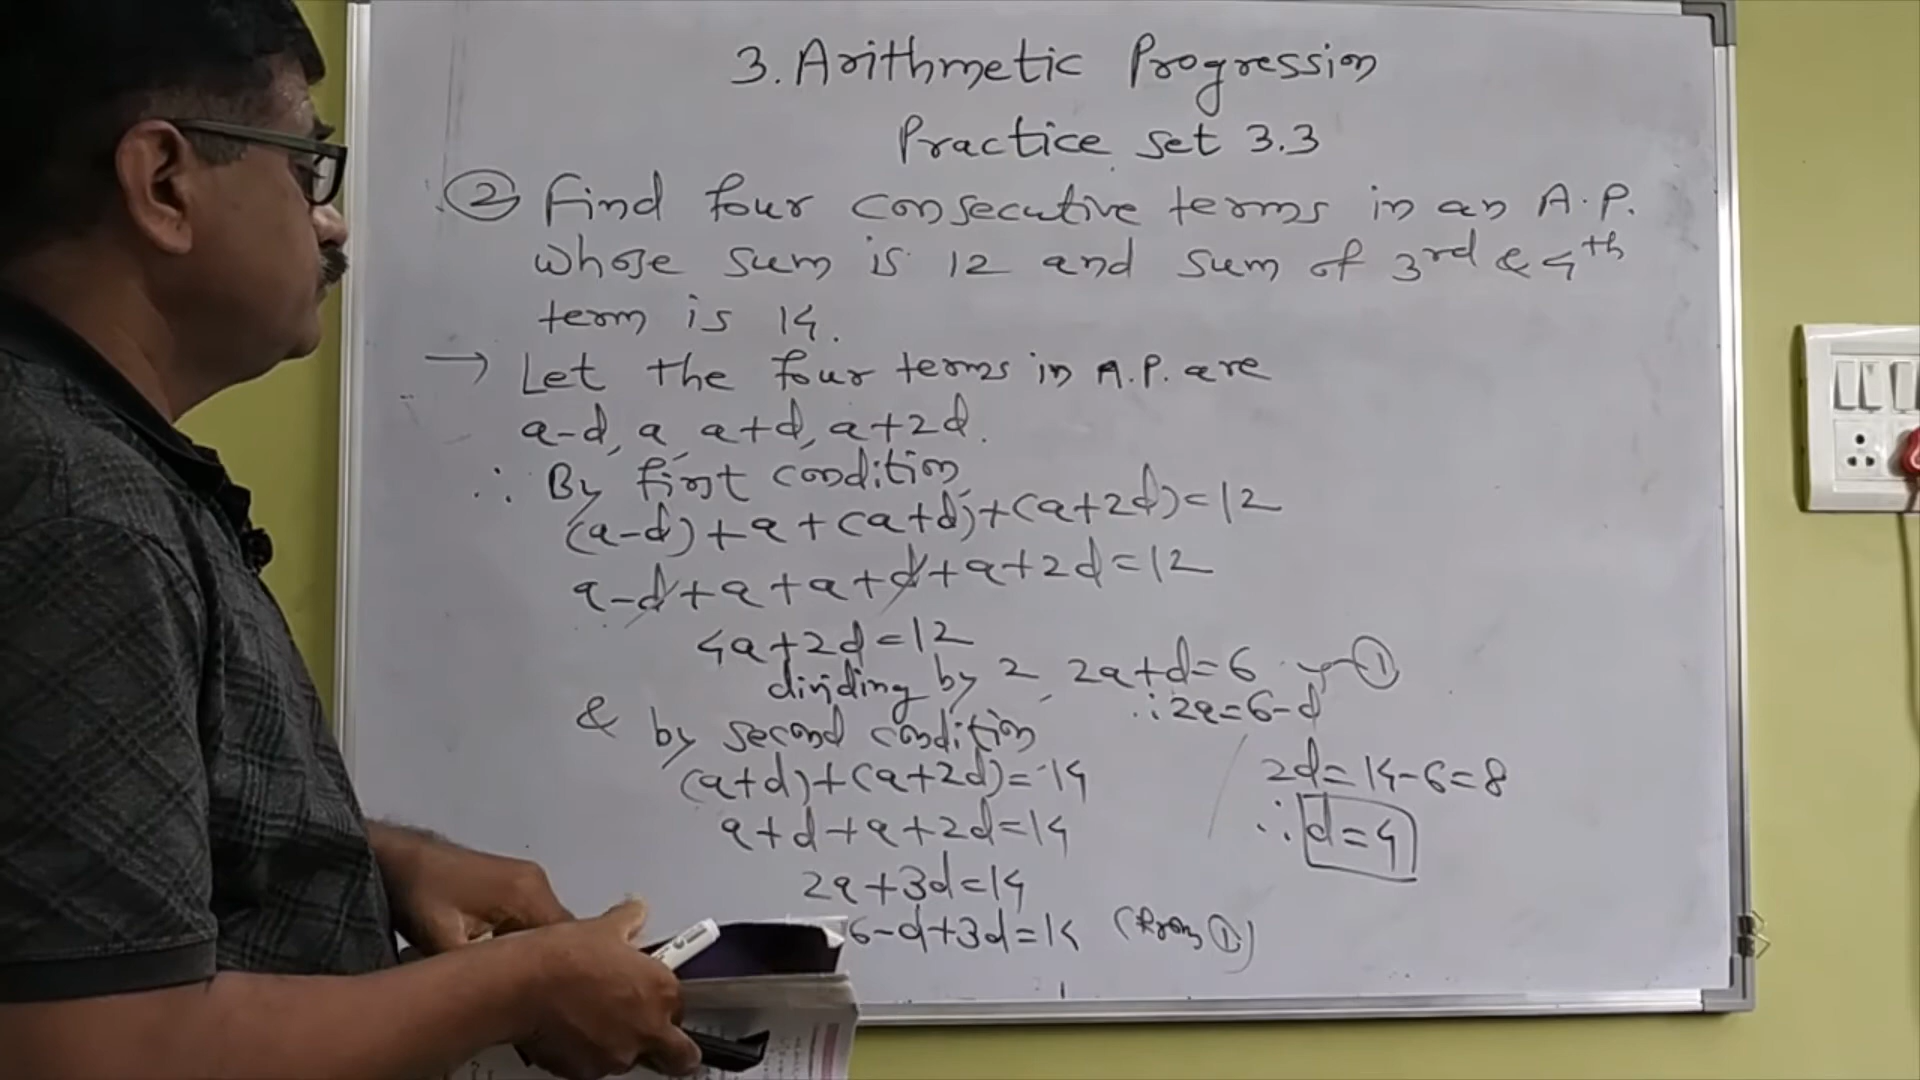 3. Arithmetic Progression
Practice set 3.3
② Find four consecutive terms in an A.P.
whose sum is 12 and sum of 3rd & 4th
term is 14.
→ Let the four terms in A.P. are
a-d, a, a+d, a+2d.
∴ By first condition,
(a-d)+a+(a+d)+(a+2d)=12
a-d+a+a+d+a+2d=12
4a+2d=12
dividing by 2, 2a+d=6 ①
∴ 2a=6-d
& by second condition
(a+d)+(a+2d)=14
a+d+a+2d=14
2a+3d=14
6-d+3d=14 (from ①)
2d=14-6=8
∴ d=4